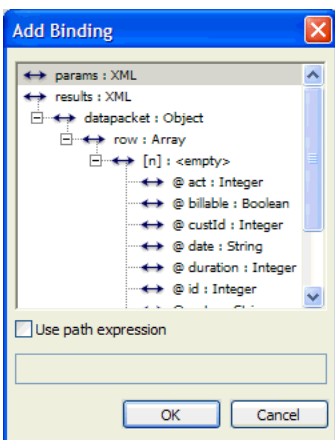 Add Binding
params : XML
results : XML
datapacket : Object
row : Array
[n] : <empty>
@ act : Integer
@ billable : Boolean
@ custId : Integer
@ date : String
@ duration : Integer
@ id : Integer
Use path expression
OK Cancel